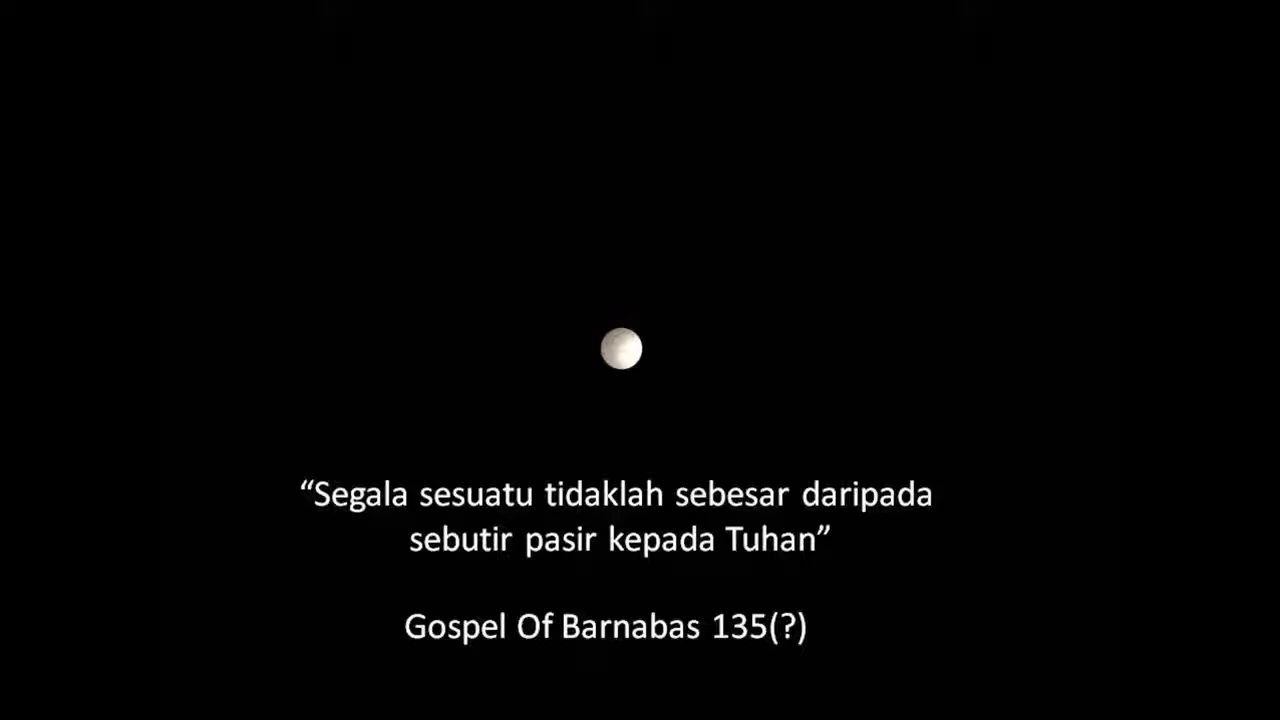 “Segala sesuatu tidaklah sebesar daripada
sebutir pasir kepada Tuhan”
Gospel Of Barnabas 135(?)